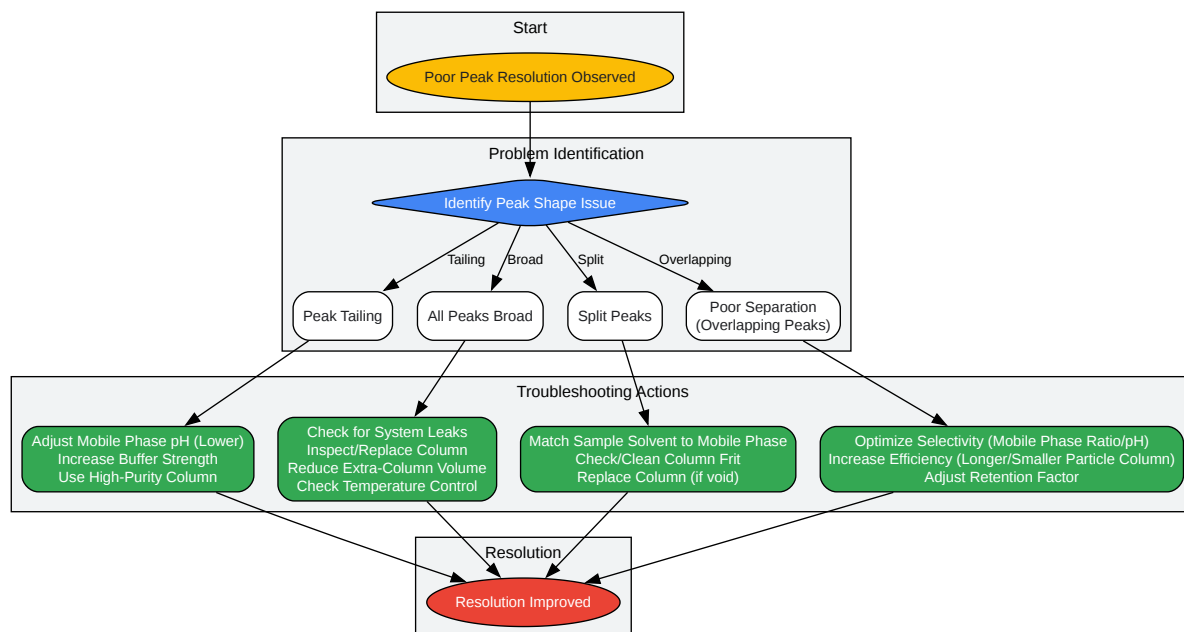 Start
Poor Peak Resolution Observed
Problem Identification
Identify Peak Shape Issue
Tailing
Broad
Split
Overlapping
Peak Tailing
All Peaks Broad
Split Peaks
Poor Separation
(Overlapping Peaks)
Troubleshooting Actions
Adjust Mobile Phase pH (Lower)
Increase Buffer Strength
Use High-Purity Column
Check for System Leaks
Inspect/Replace Column
Reduce Extra-Column Volume
Check Temperature Control
Match Sample Solvent to Mobile Phase
Check/Clean Column Frit
Replace Column (if void)
Optimize Selectivity (Mobile Phase Ratio/pH)
Increase Efficiency (Longer/Smaller Particle Column)
Adjust Retention Factor
Resolution
Resolution Improved